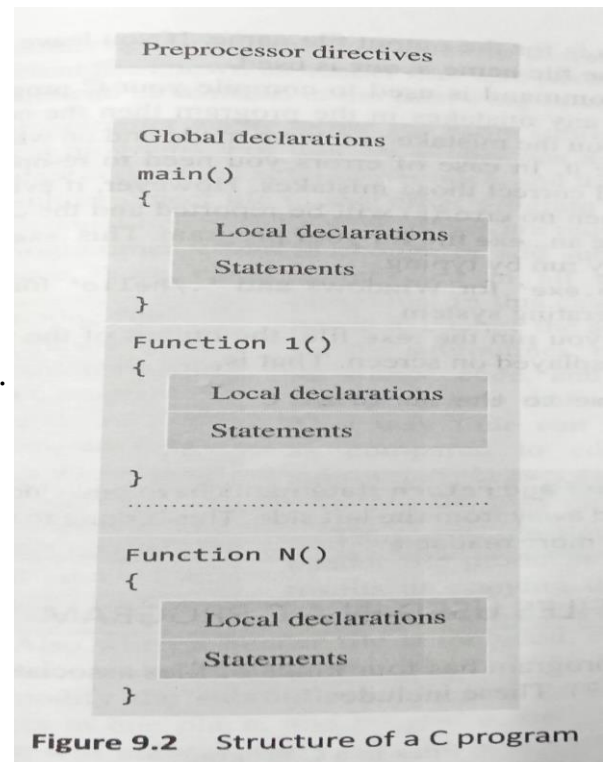 Preprocessor directives
Global declarations
main()
{
Local declarations
Statements
}
Function 1()
{
Local declarations
Statements
}
Function N()
{
Local declarations
Statements
}
Figure 9.2 Structure of a C program